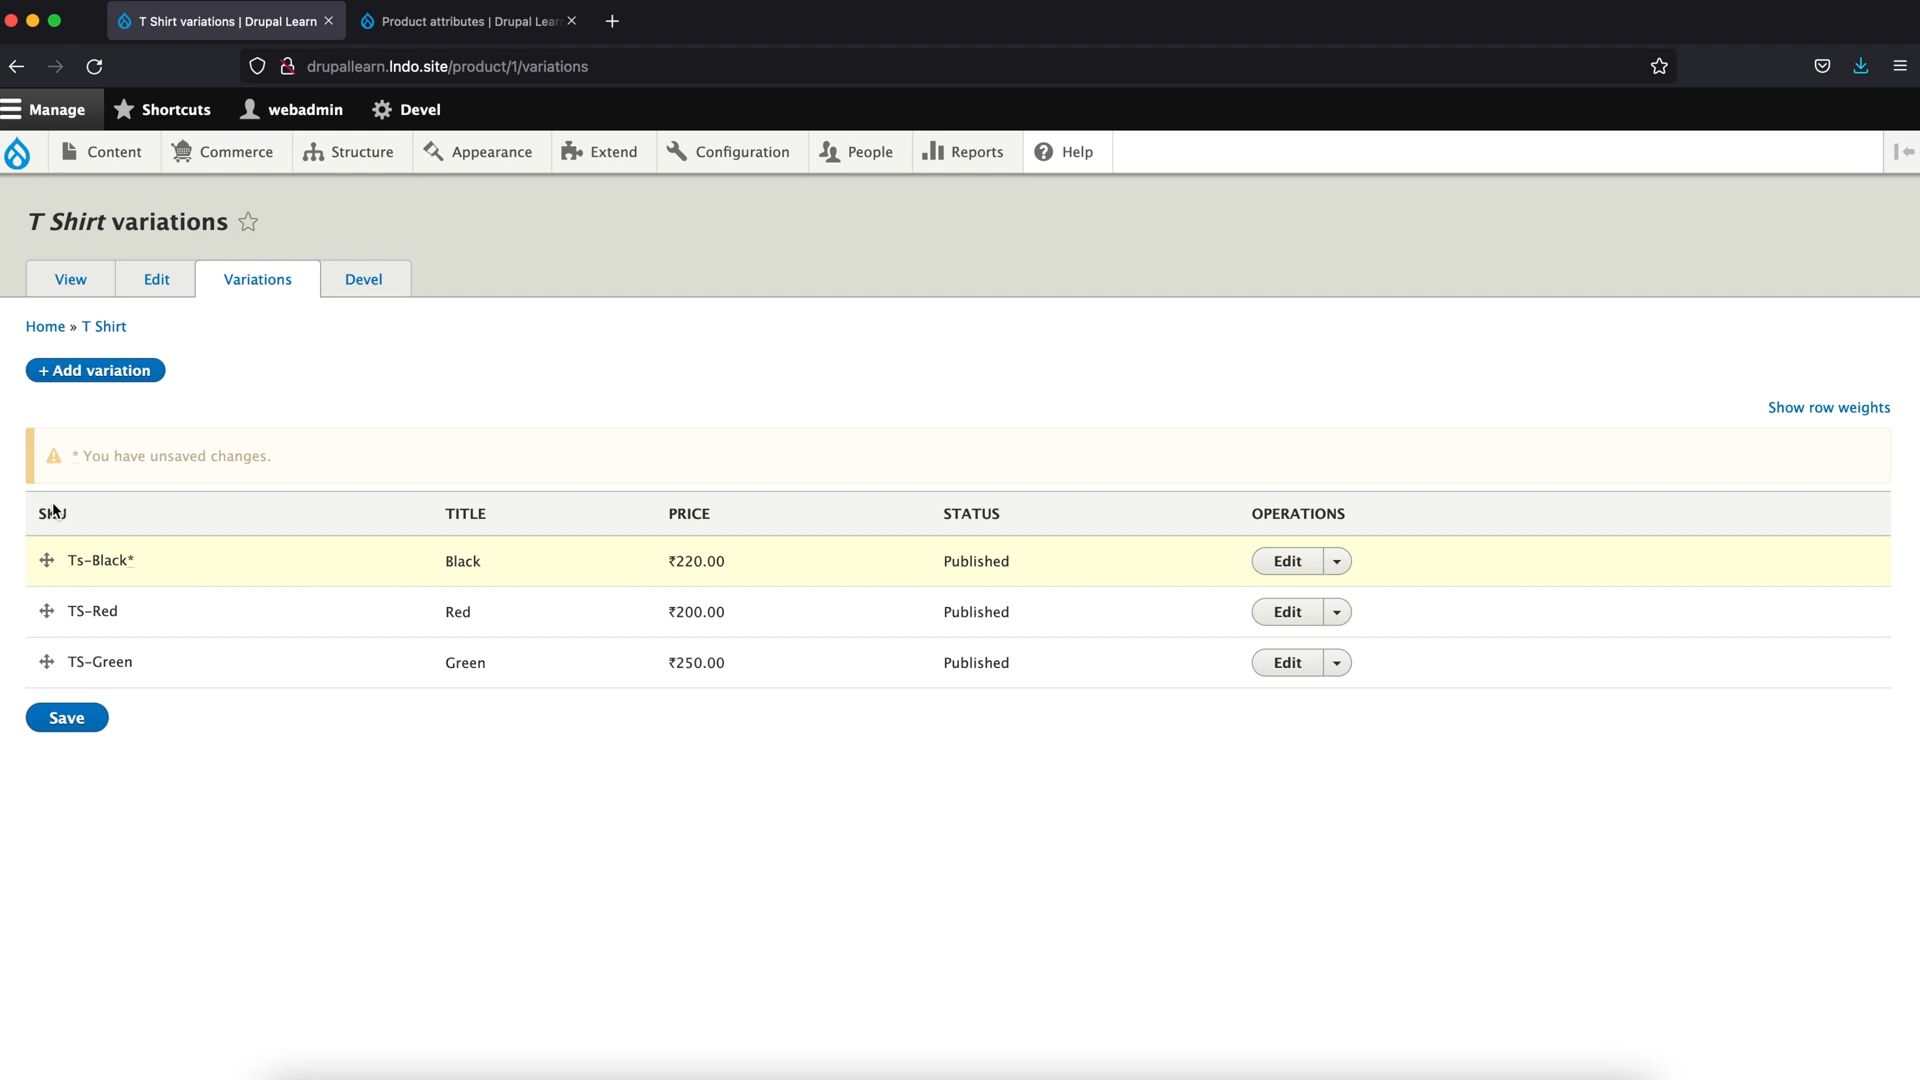 T Shirt variations | Drupal Learn
Product attributes | Drupal Lear
drupallearn.lndo.site/product/1/variations
Manage Shortcuts webadmin Devel
Content Commerce Structure Appearance Extend Configuration People Reports Help
T Shirt variations
View Edit Variations Devel
Home » T Shirt
+ Add variation
Show row weights
* You have unsaved changes.
SKU TITLE PRICE STATUS OPERATIONS
Ts-Black* Black ₹220.00 Published Edit
TS-Red Red ₹200.00 Published Edit
TS-Green Green ₹250.00 Published Edit
Save